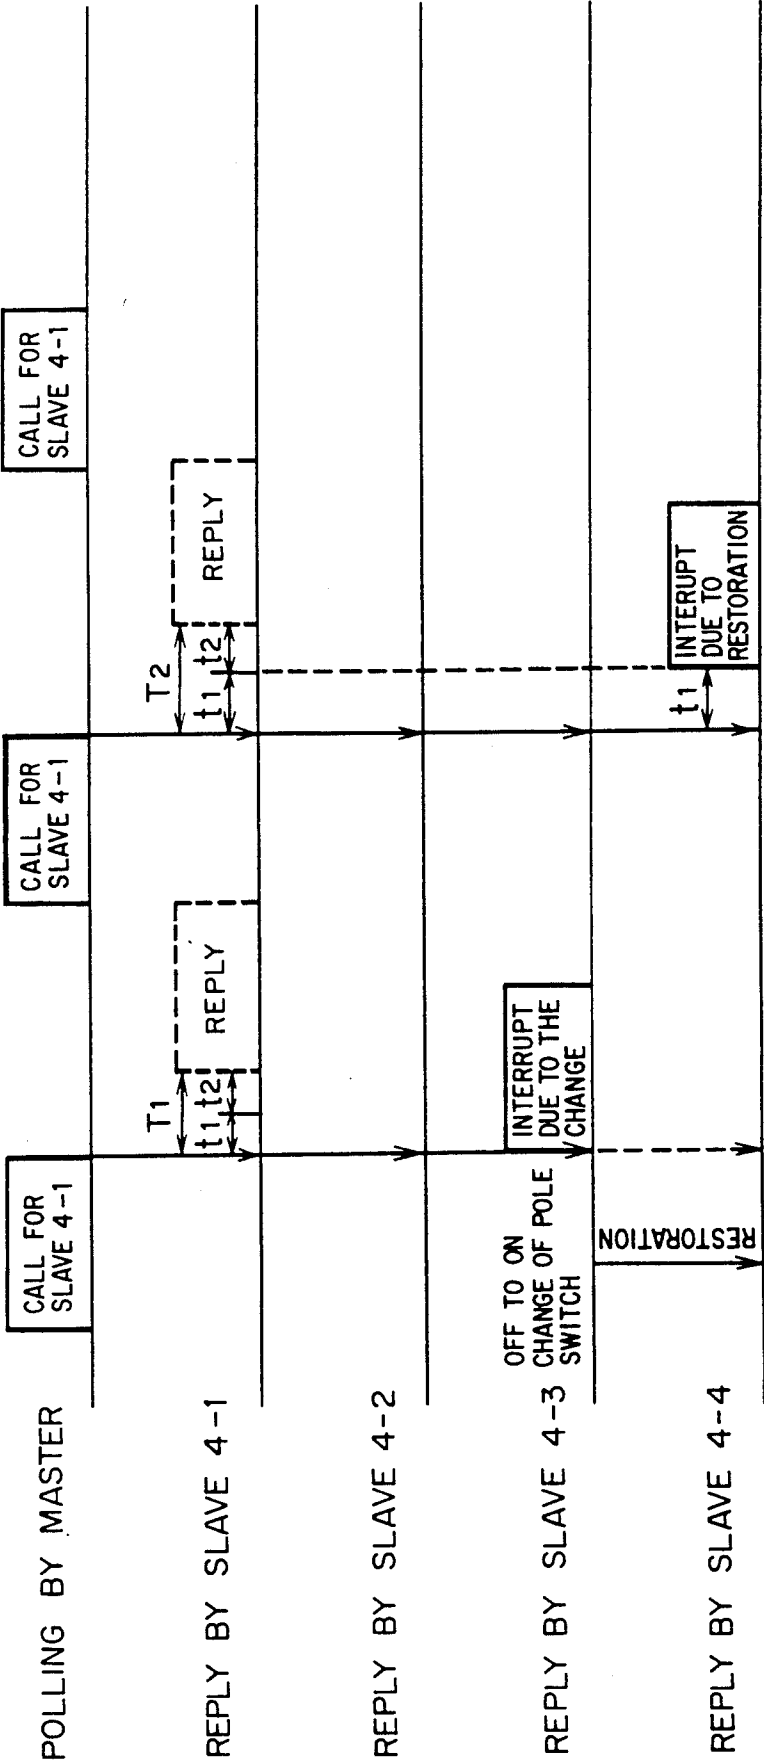 POLLING BY MASTER
CALL FOR
SLAVE 4-1
CALL FOR
SLAVE 4-1
CALL FOR
SLAVE 4-1
REPLY BY SLAVE 4-1
T1
t1 t2
REPLY
T2
t1 t2
REPLY
REPLY BY SLAVE 4-2
REPLY BY SLAVE 4-3
OFF TO ON
CHANGE OF POLE
SWITCH
INTERRUPT
DUE TO THE
CHANGE
REPLY BY SLAVE 4-4
RESTORATION
t1
INTERUPT
DUE TO
RESTORATION